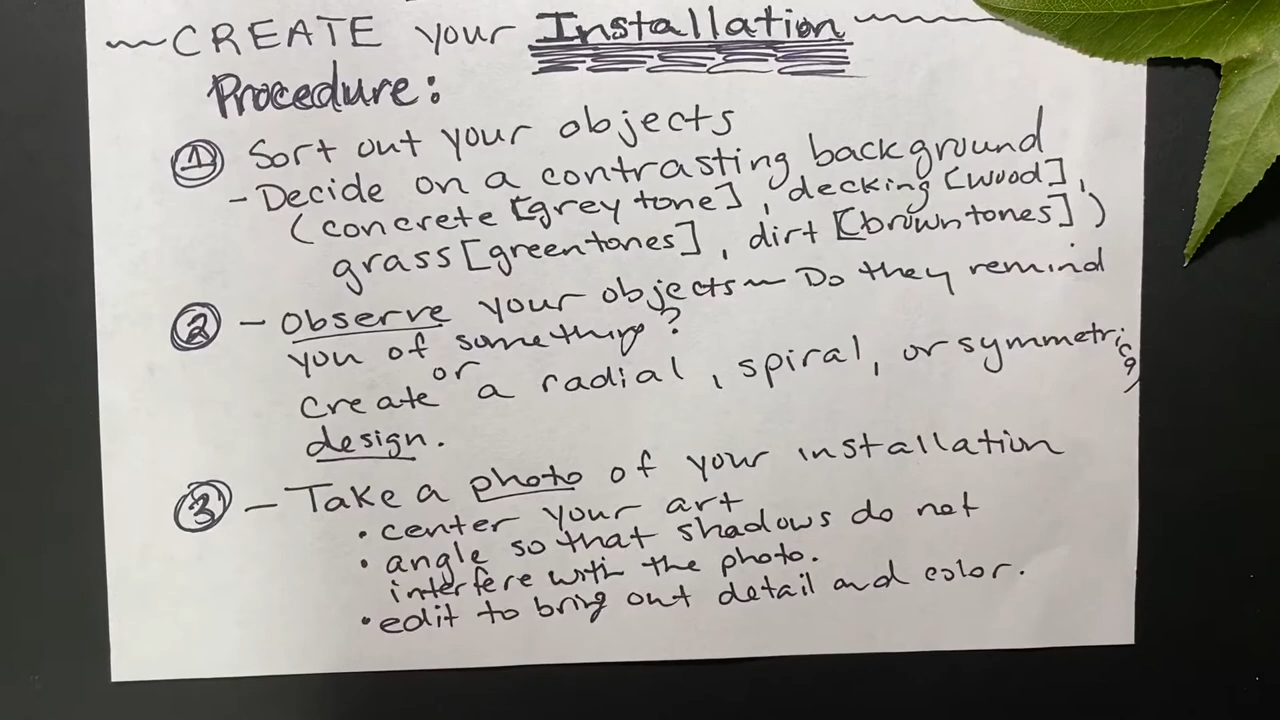 CREATE your Installation
Procedure:
① Sort out your objects
- Decide on a contrasting background
(concrete [grey tone], decking [wood],
grass [greentones], dirt [browntones])
② - Observe your objects ~ Do they remind
you of something?
or
create a radial, spiral, or symmetrical
design.
③ - Take a photo of your installation
• center your art
• angle so that shadows do not
interfere with the photo.
• edit to bring out detail and color.